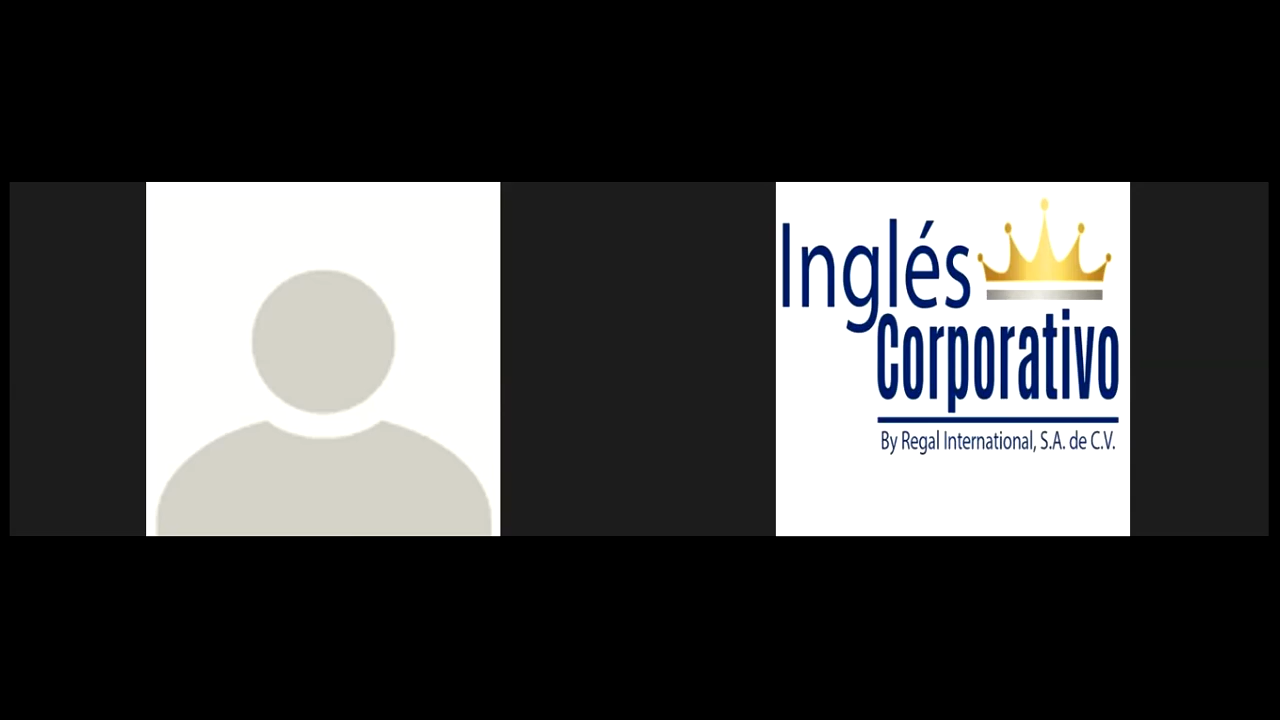 Inglés
Corporativo
By Regal International, S.A. de C.V.